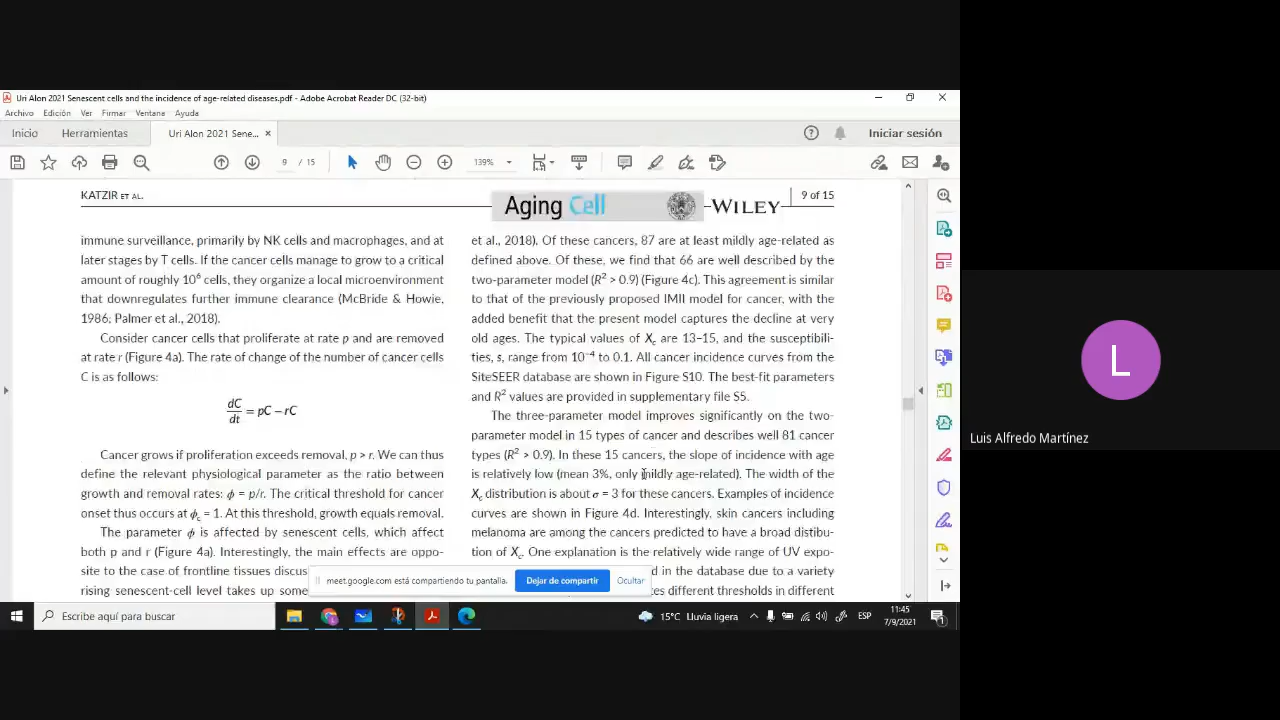 Uri Alon 2021 Senescent cells and the incidence of age-related diseases.pdf - Adobe Acrobat Reader DC (32-bit)
Archivo Edición Ver Firmar Ventana Ayuda
Inicio Herramientas Uri Alon 2021 Sene... × Iniciar sesión
9 / 15 139%
KATZIR ET AL.
Aging Cell
WILEY
9 of 15
immune surveillance, primarily by NK cells and macrophages, and at
later stages by T cells. If the cancer cells manage to grow to a critical
amount of roughly 10⁶ cells, they organize a local microenvironment
that downregulates further immune clearance (McBride & Howie,
1986; Palmer et al., 2018).
Consider cancer cells that proliferate at rate p and are removed
at rate r (Figure 4a). The rate of change of the number of cancer cells
C is as follows:
dC/dt = pC − rC
Cancer grows if proliferation exceeds removal, p > r. We can thus
define the relevant physiological parameter as the ratio between
growth and removal rates: ϕ = p/r. The critical threshold for cancer
onset thus occurs at ϕc = 1. At this threshold, growth equals removal.
The parameter ϕ is affected by senescent cells, which affect
both p and r (Figure 4a). Interestingly, the main effects are oppo-
site to the case of frontline tissues discus
rising senescent-cell level takes up some
et al., 2018). Of these cancers, 87 are at least mildly age-related as
defined above. Of these, we find that 66 are well described by the
two-parameter model (R² > 0.9) (Figure 4c). This agreement is similar
to that of the previously proposed IMII model for cancer, with the
added benefit that the present model captures the decline at very
old ages. The typical values of Xc are 13–15, and the susceptibili-
ties, s, range from 10⁻⁴ to 0.1. All cancer incidence curves from the
SiteSEER database are shown in Figure S10. The best-fit parameters
and R² values are provided in supplementary file S5.
The three-parameter model improves significantly on the two-
parameter model in 15 types of cancer and describes well 81 cancer
types (R² > 0.9). In these 15 cancers, the slope of incidence with age
is relatively low (mean 3%, only mildly age-related). The width of the
Xc distribution is about σ = 3 for these cancers. Examples of incidence
curves are shown in Figure 4d. Interestingly, skin cancers including
melanoma are among the cancers predicted to have a broad distibu-
tion of Xc. One explanation is the relatively wide range of UV expo-
d in the database due to a variety
es different thresholds in different
meet.google.com está compartiendo tu pantalla. Dejar de compartir Ocultar
Escribe aquí para buscar
15°C Lluvia ligera
ESP
11:45
7/9/2021
1
L
Luis Alfredo Martínez